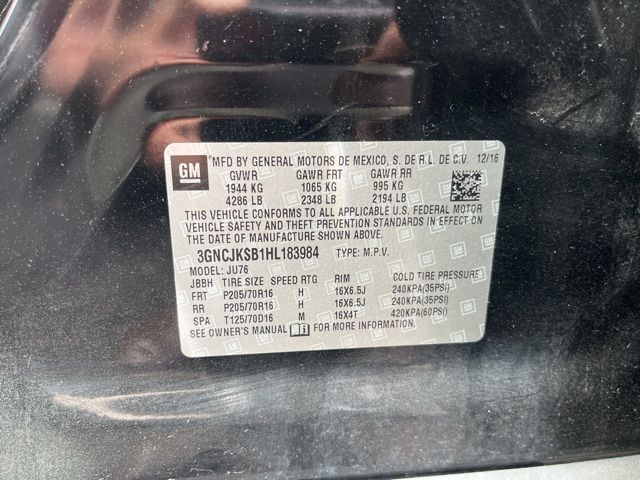 GM MFD BY GENERAL MOTORS DE MEXICO, S. DE R.L. DE C.V. 12/16
GVWR GAWR FRT GAWR RR
1944 KG 1065 KG 995 KG
4286 LB 2348 LB 2194 LB
THIS VEHICLE CONFORMS TO ALL APPLICABLE U.S. FEDERAL MOTOR
VEHICLE SAFETY AND THEFT PREVENTION STANDARDS IN EFFECT ON
THE DATE OF MANUFACTURE SHOWN ABOVE.
3GNCJKSB1HL183984 TYPE: M.P.V.
MODEL: JU76
JBBH TIRE SIZE SPEED RTG RIM COLD TIRE PRESSURE
FRT P205/70R16 H 16X6.5J 240KPA(35PSI)
RR P205/70R16 H 16X6.5J 240KPA(35PSI)
SPA T125/70D16 M 16X4T 420KPA(60PSI)
SEE OWNER'S MANUAL FOR MORE INFORMATION